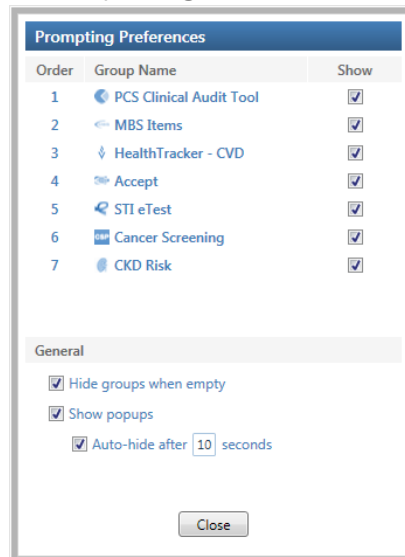 Prompting Preferences
Order Group Name Show
1 PCS Clinical Audit Tool
2 MBS Items
3 HealthTracker - CVD
4 Accept
5 STI eTest
6 CSP Cancer Screening
7 CKD Risk
General
Hide groups when empty
Show popups
Auto-hide after 10 seconds
Close